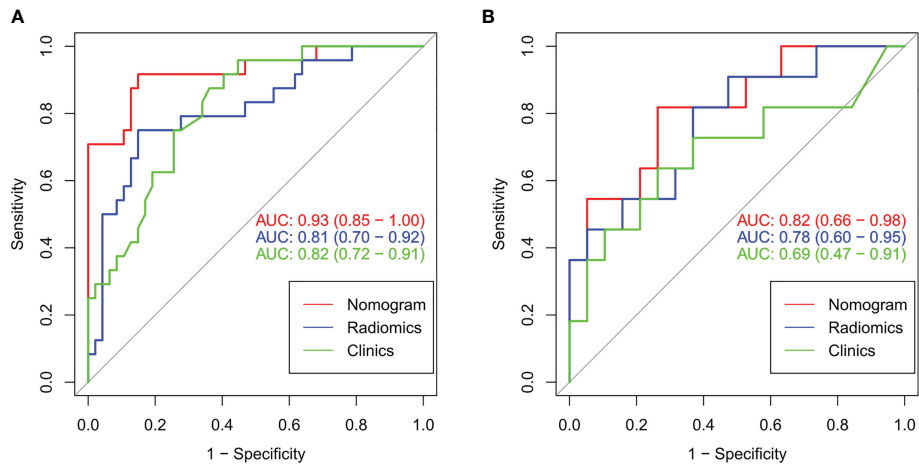 A
B
Sensitivity
1.0
0.8
0.6
0.4
0.2
0.0
AUC: 0.93 (0.85 − 1.00)
AUC: 0.81 (0.70 − 0.92)
AUC: 0.82 (0.72 − 0.91)
Nomogram
Radiomics
Clinics
0.0 0.2 0.4 0.6 0.8 1.0
1 − Specificity
Sensitivity
1.0
0.8
0.6
0.4
0.2
0.0
AUC: 0.82 (0.66 − 0.98)
AUC: 0.78 (0.60 − 0.95)
AUC: 0.69 (0.47 − 0.91)
Nomogram
Radiomics
Clinics
0.0 0.2 0.4 0.6 0.8 1.0
1 − Specificity